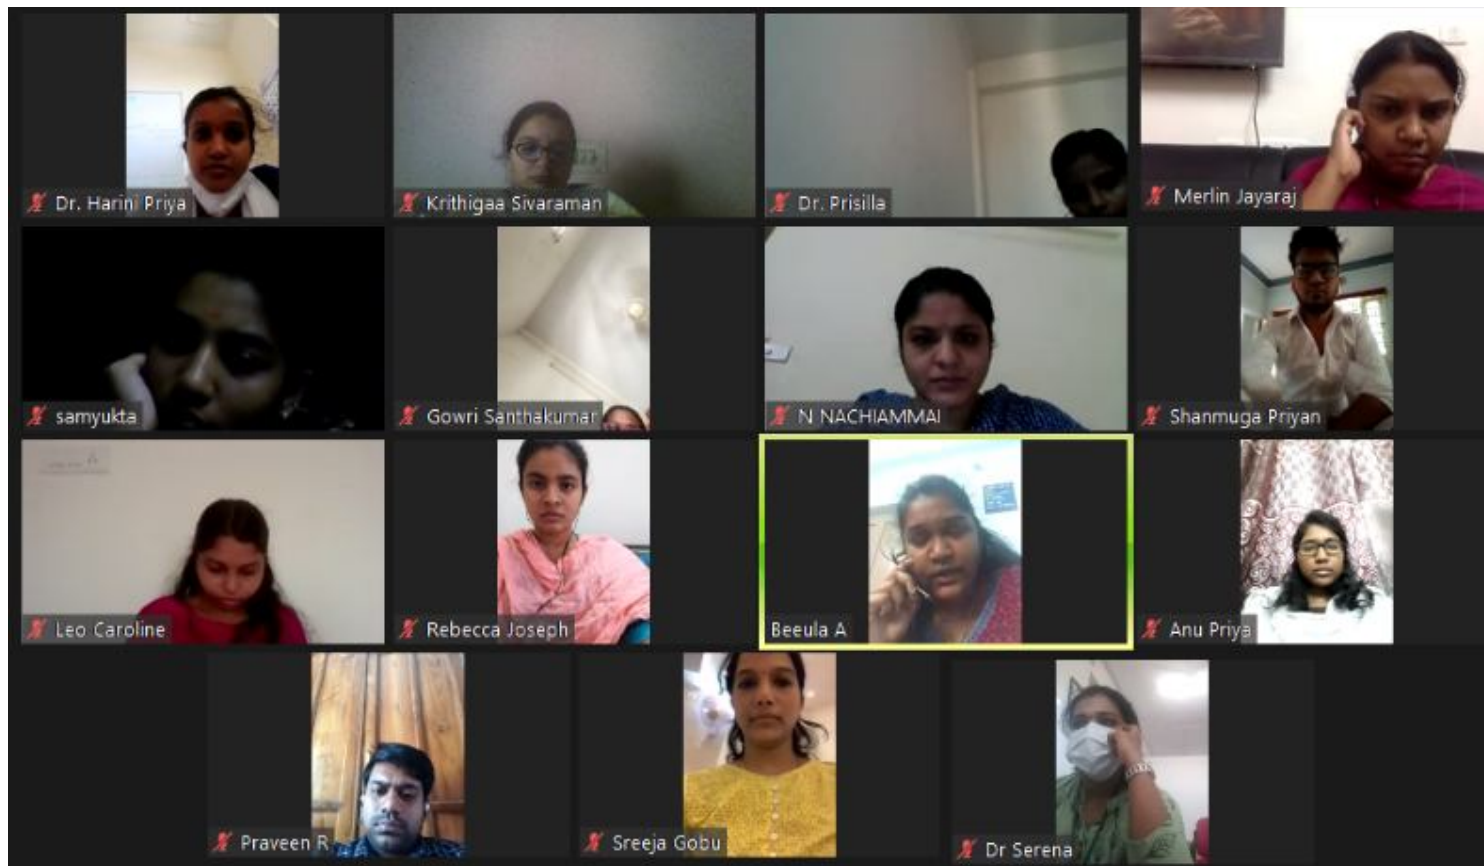 Dr. Harini Priya
Krithigaa Sivaraman
Dr. Prisilla
Merlin Jayaraj
samyukta
Gowri Santhakumar
N NACHIAMMAI
Shanmuga Priyan
Leo Caroline
Rebecca Joseph
Beeula A
Anu Priya
Praveen R
Sreeja Gobu
Dr Serena